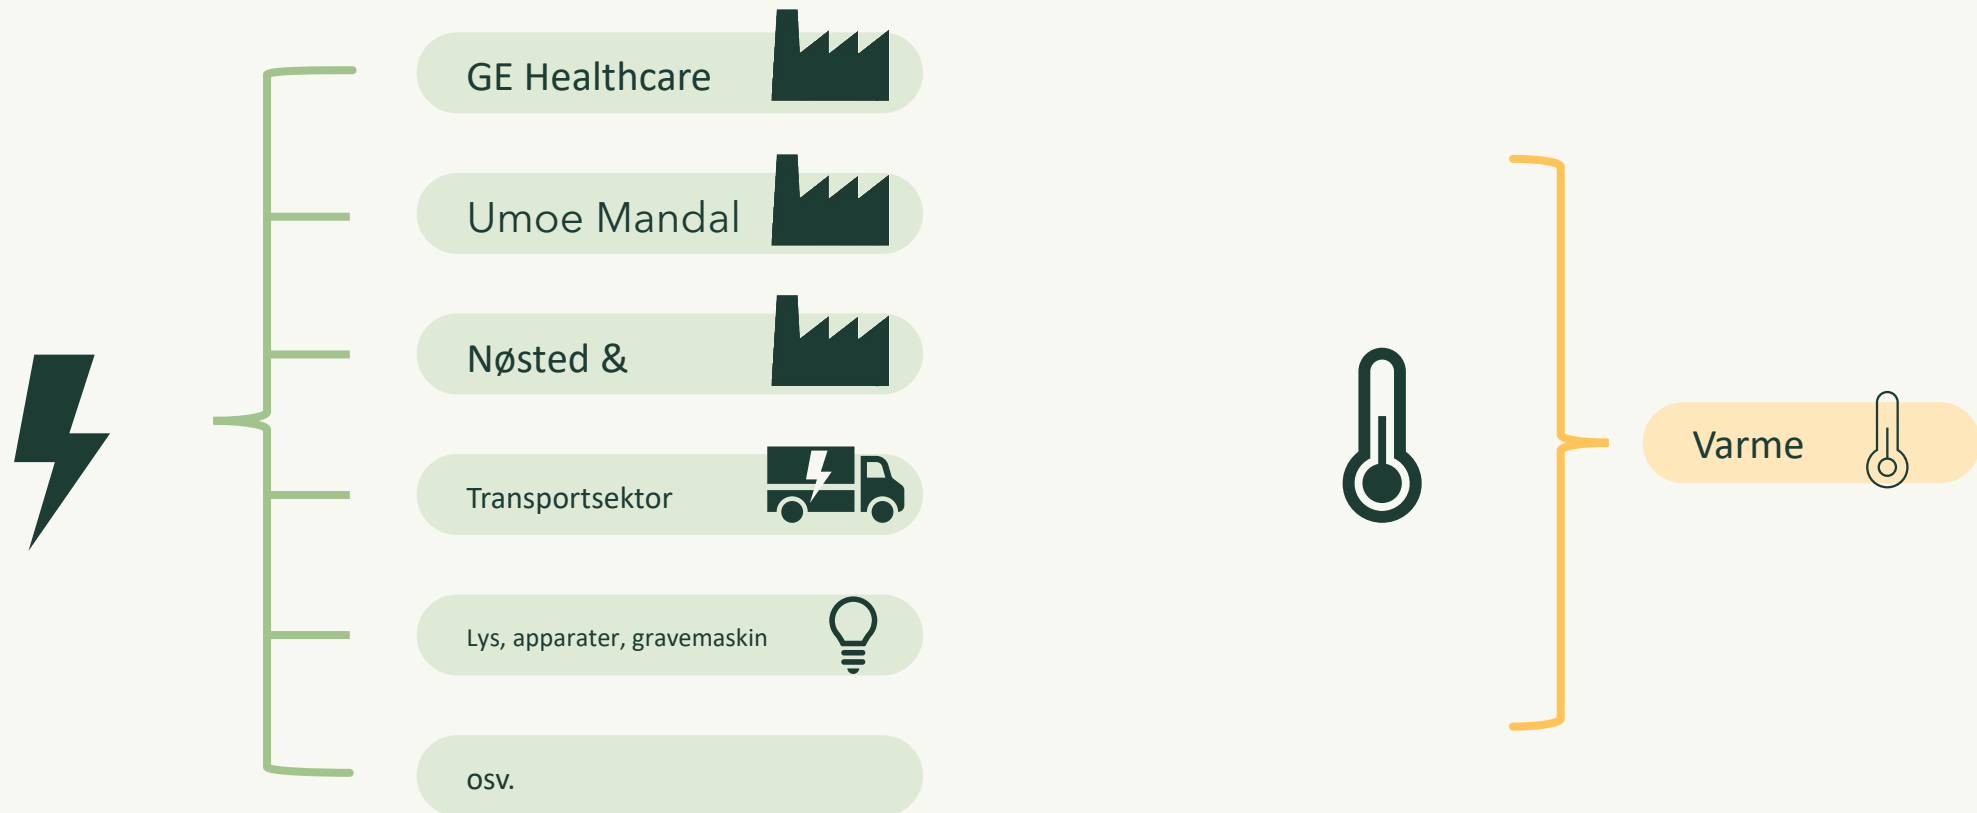 GE Healthcare
Umoe Mandal
Nøsted &
Transportsektor
Lys, apparater, gravemaskin
osv.
Varme